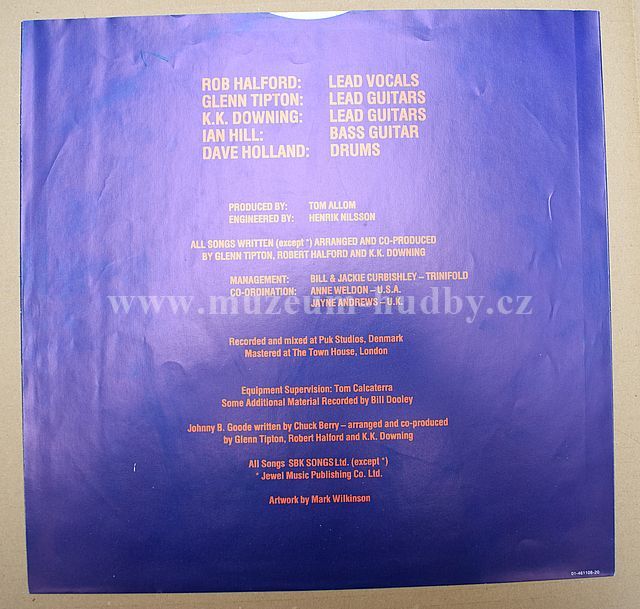 ROB HALFORD: LEAD VOCALS
GLENN TIPTON: LEAD GUITARS
K.K. DOWNING: LEAD GUITARS
IAN HILL: BASS GUITAR
DAVE HOLLAND: DRUMS
PRODUCED BY: TOM ALLOM
ENGINEERED BY: HENRIK NILSSON
ALL SONGS WRITTEN (except *) ARRANGED AND CO-PRODUCED
BY GLENN TIPTON, ROBERT HALFORD AND K.K. DOWNING
MANAGEMENT: BILL & JACKIE CURBISHLEY – TRINIFOLD
CO-ORDINATION: ANNE WELDON – U.S.A.
JAYNE ANDREWS – U.K.
www.muzeum-hudby.cz
Recorded and mixed at Puk Studios, Denmark
Mastered at The Town House, London
Equipment Supervision: Tom Calcaterra
Some Additional Material Recorded by Bill Dooley
Johnny B. Goode written by Chuck Berry – arranged and co-produced
by Glenn Tipton, Robert Halford and K.K. Downing
All Songs SBK SONGS Ltd. (except *)
* Jewel Music Publishing Co. Ltd.
Artwork by Mark Wilkinson
01-461108-20